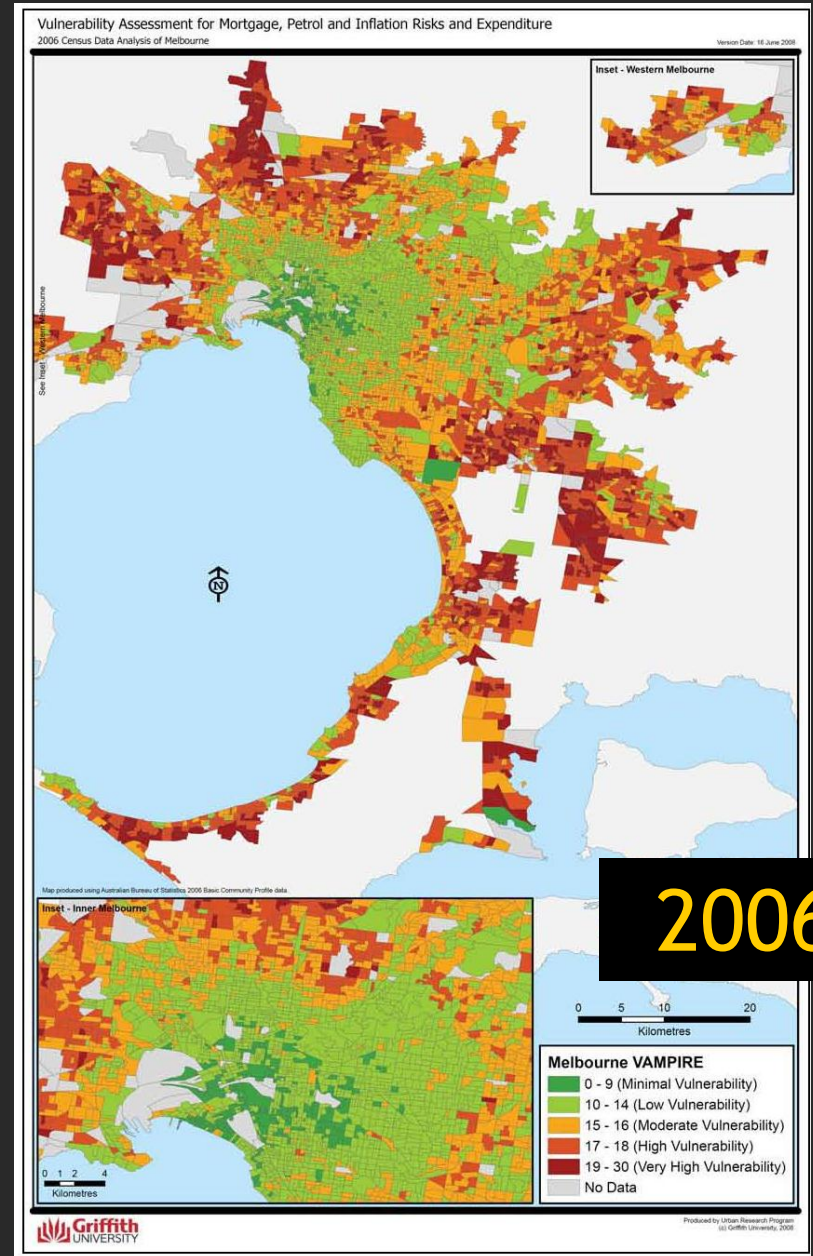 Vulnerability Assessment for Mortgage, Petrol and Inflation Risks and Expenditure
2006 Census Data Analysis of Melbourne
Version Date: 16 June 2008
Inset - Western Melbourne
See Inset - Western Melbourne
N
Map produced using Australian Bureau of Statistics 2006 Basic Community Profile data.
Inset - Inner Melbourne
2006
0 5 10 20
Kilometres
Melbourne VAMPIRE
0 - 9 (Minimal Vulnerability)
10 - 14 (Low Vulnerability)
15 - 16 (Moderate Vulnerability)
17 - 18 (High Vulnerability)
19 - 30 (Very High Vulnerability)
No Data
0 1 2 4
Kilometres
Griffith
UNIVERSITY
Produced by Urban Research Program
(c) Griffith University, 2008